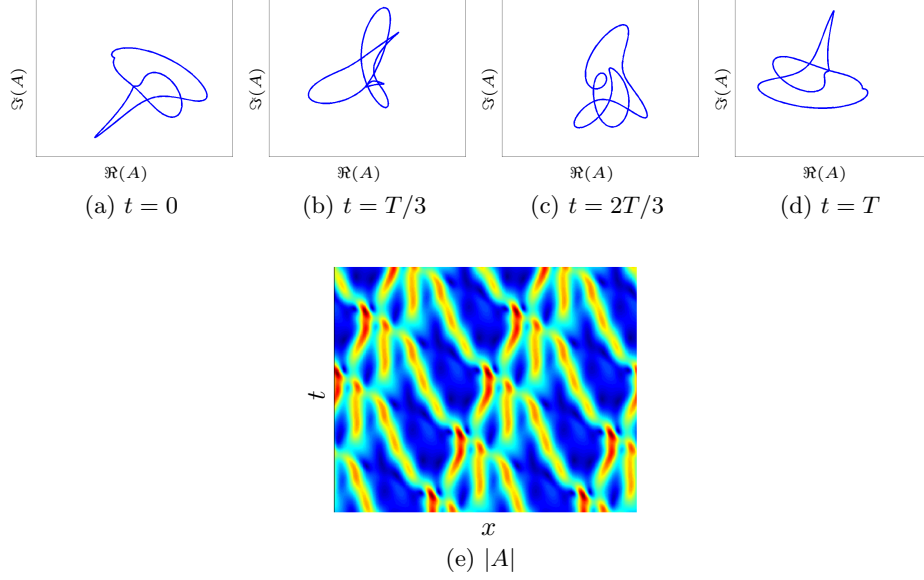 ℑ(A) ℑ(A) ℑ(A) ℑ(A)
ℜ(A) ℜ(A) ℜ(A) ℜ(A)
(a) t = 0 (b) t = T/3 (c) t = 2T/3 (d) t = T
t
x
(e) |A|